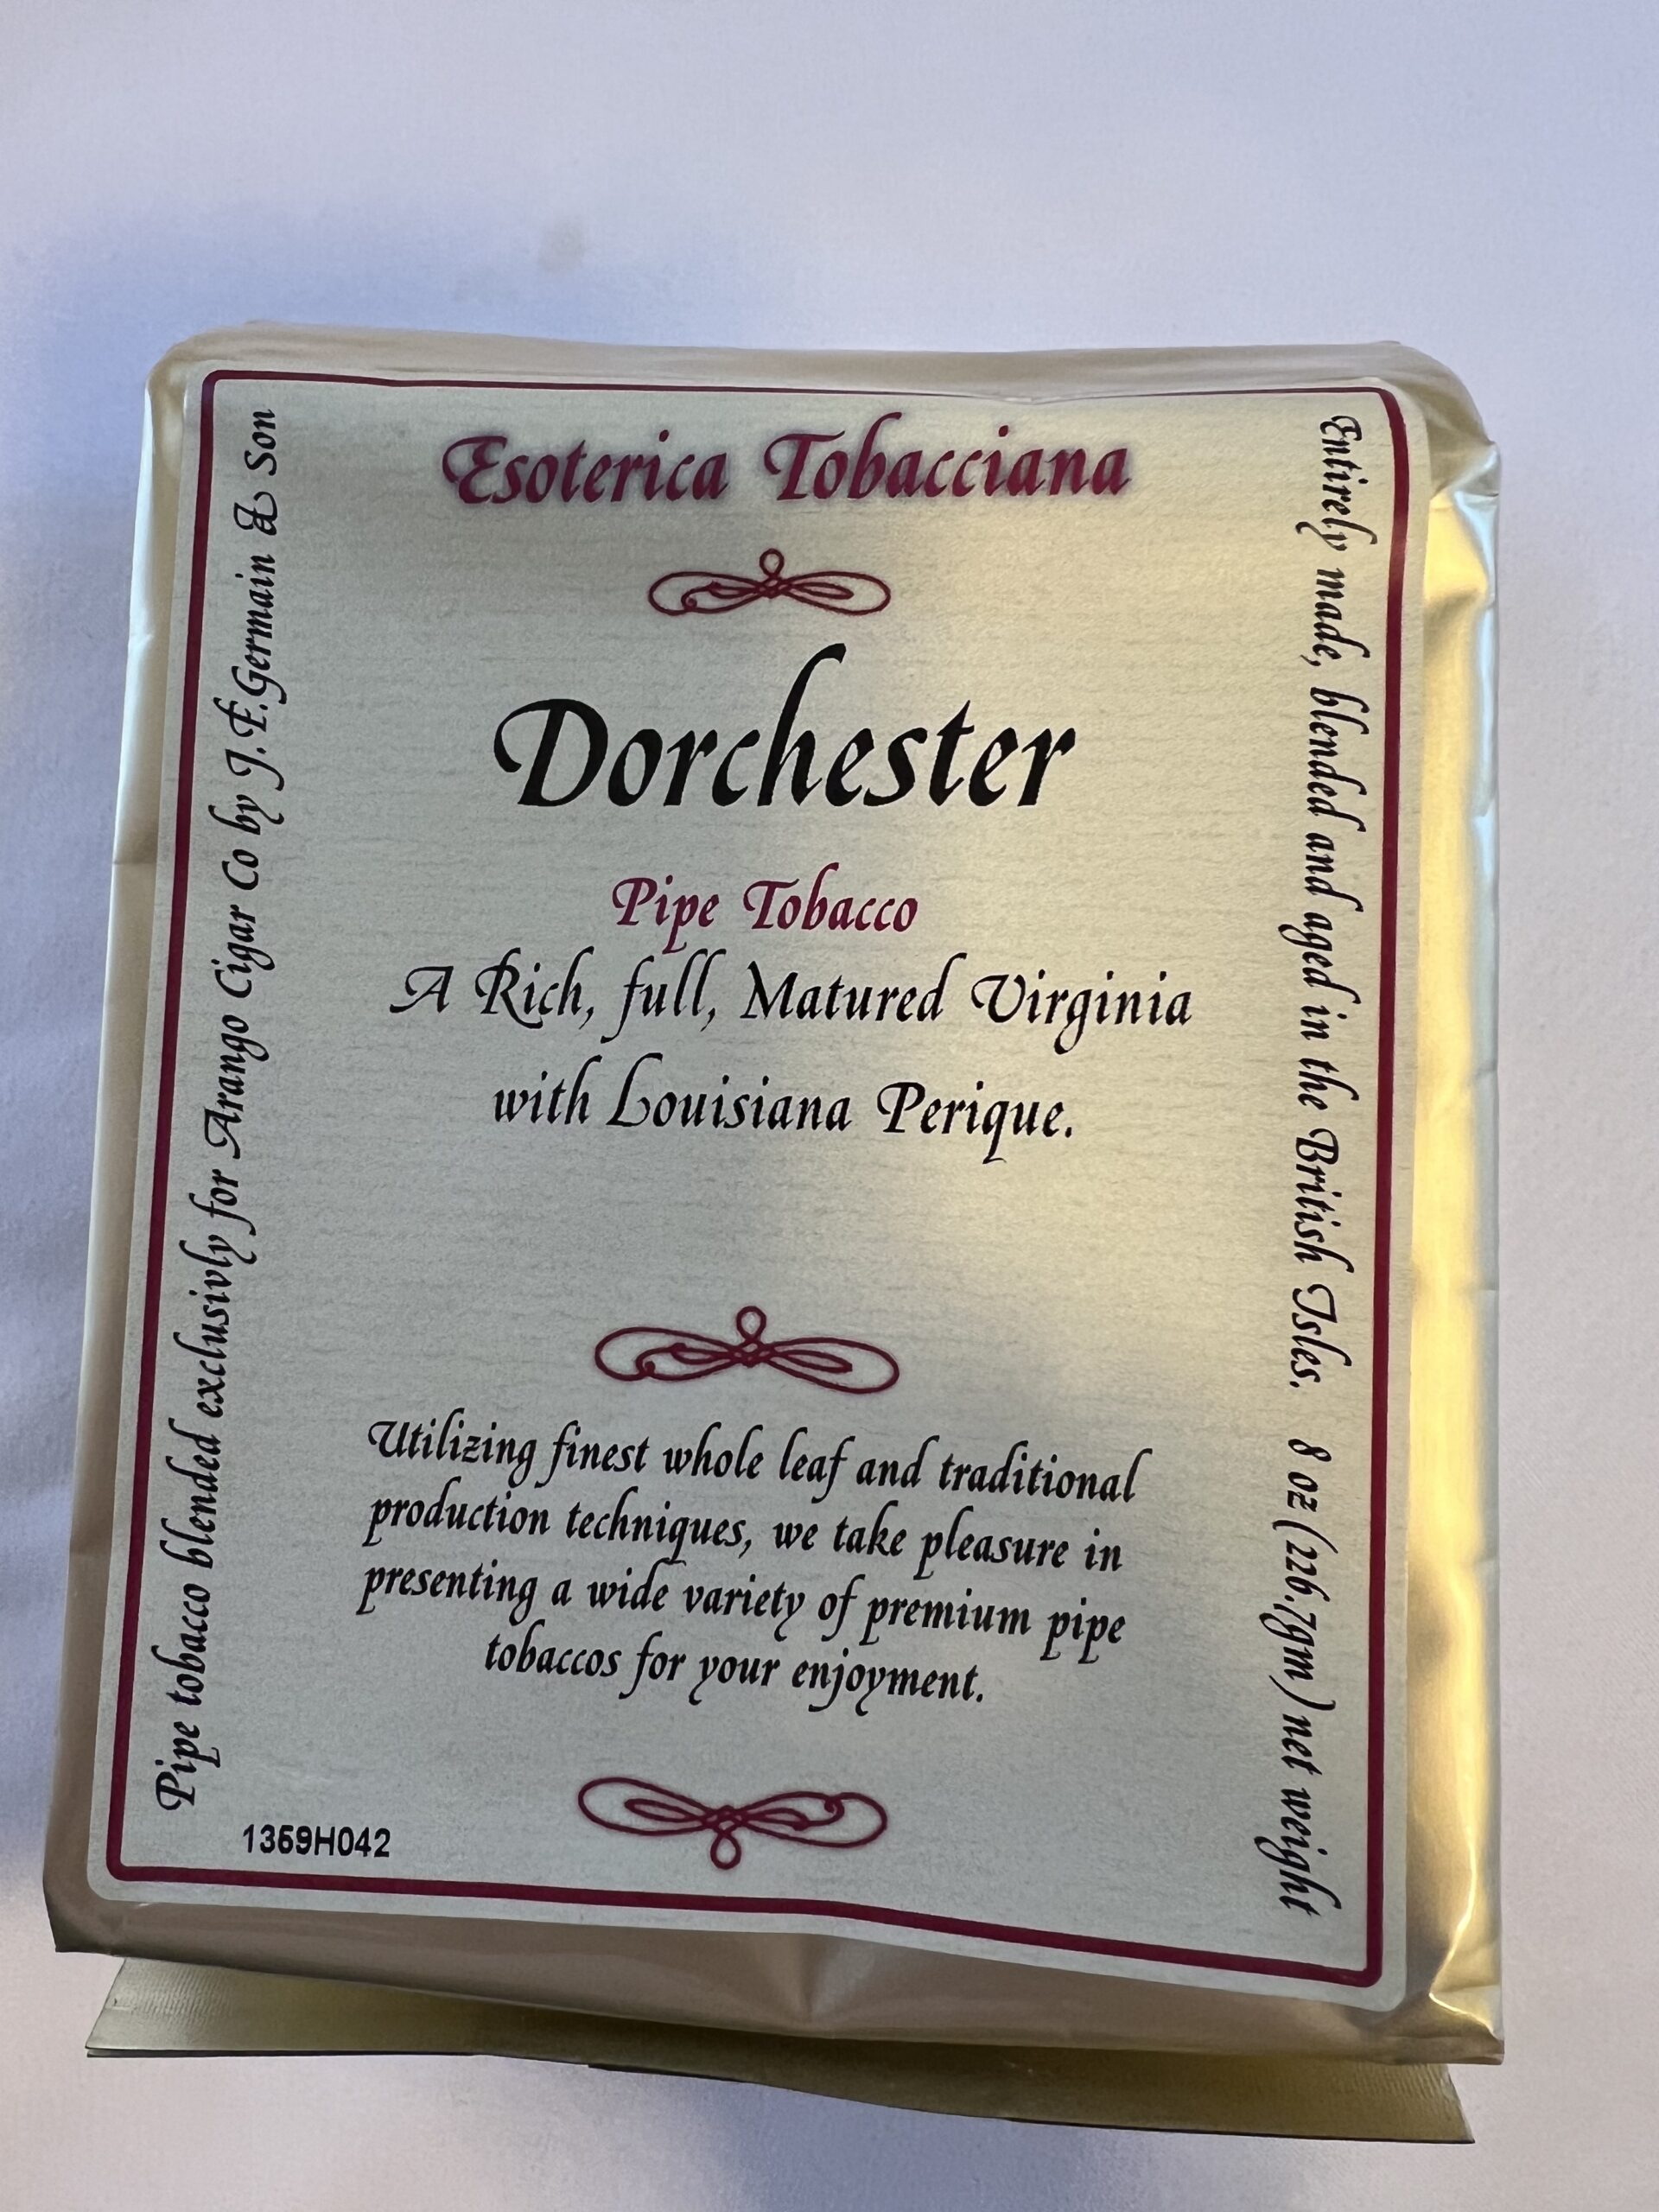 Esoterica Tobacciana
Dorchester
Pipe Tobacco
A Rich, full, Matured Virginia
with Louisiana Perique.
Utilizing finest whole leaf and traditional
production techniques, we take pleasure in
presenting a wide variety of premium pipe
tobaccos for your enjoyment.
Pipe tobacco blended exclusivly for Arango Cigar Co by J.F.Germain & Son
Entirely made, blended and aged in the British Isles. 8 oz (226.7gm) net weight
1369H042